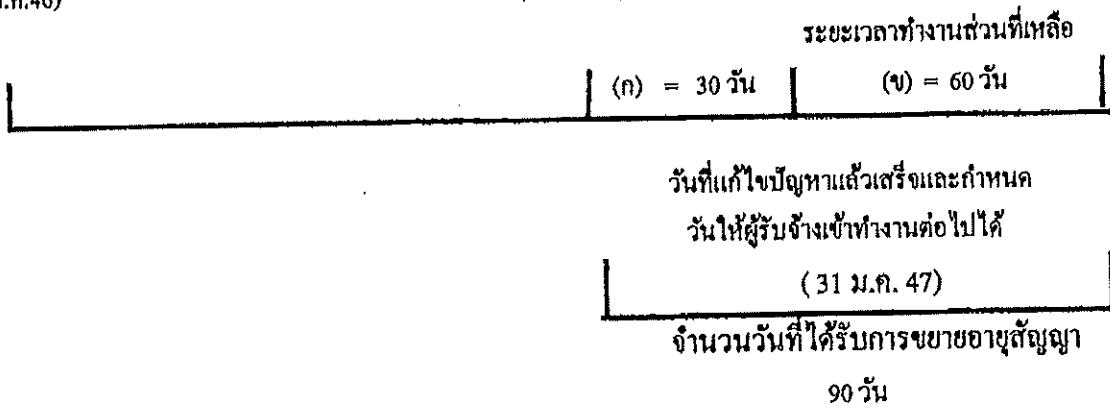 ระยะเวลาทำงานส่วนที่เหลือ
(ก) = 30 วัน (ข) = 60 วัน
วันที่แก้ไขปัญหาแล้วเสร็จและกำหนด
วันให้ผู้รับจ้างเข้าทำงานต่อไปได้
( 31 ม.ค. 47)
จำนวนวันที่ได้รับการขยายอายุสัญญา
90 วัน